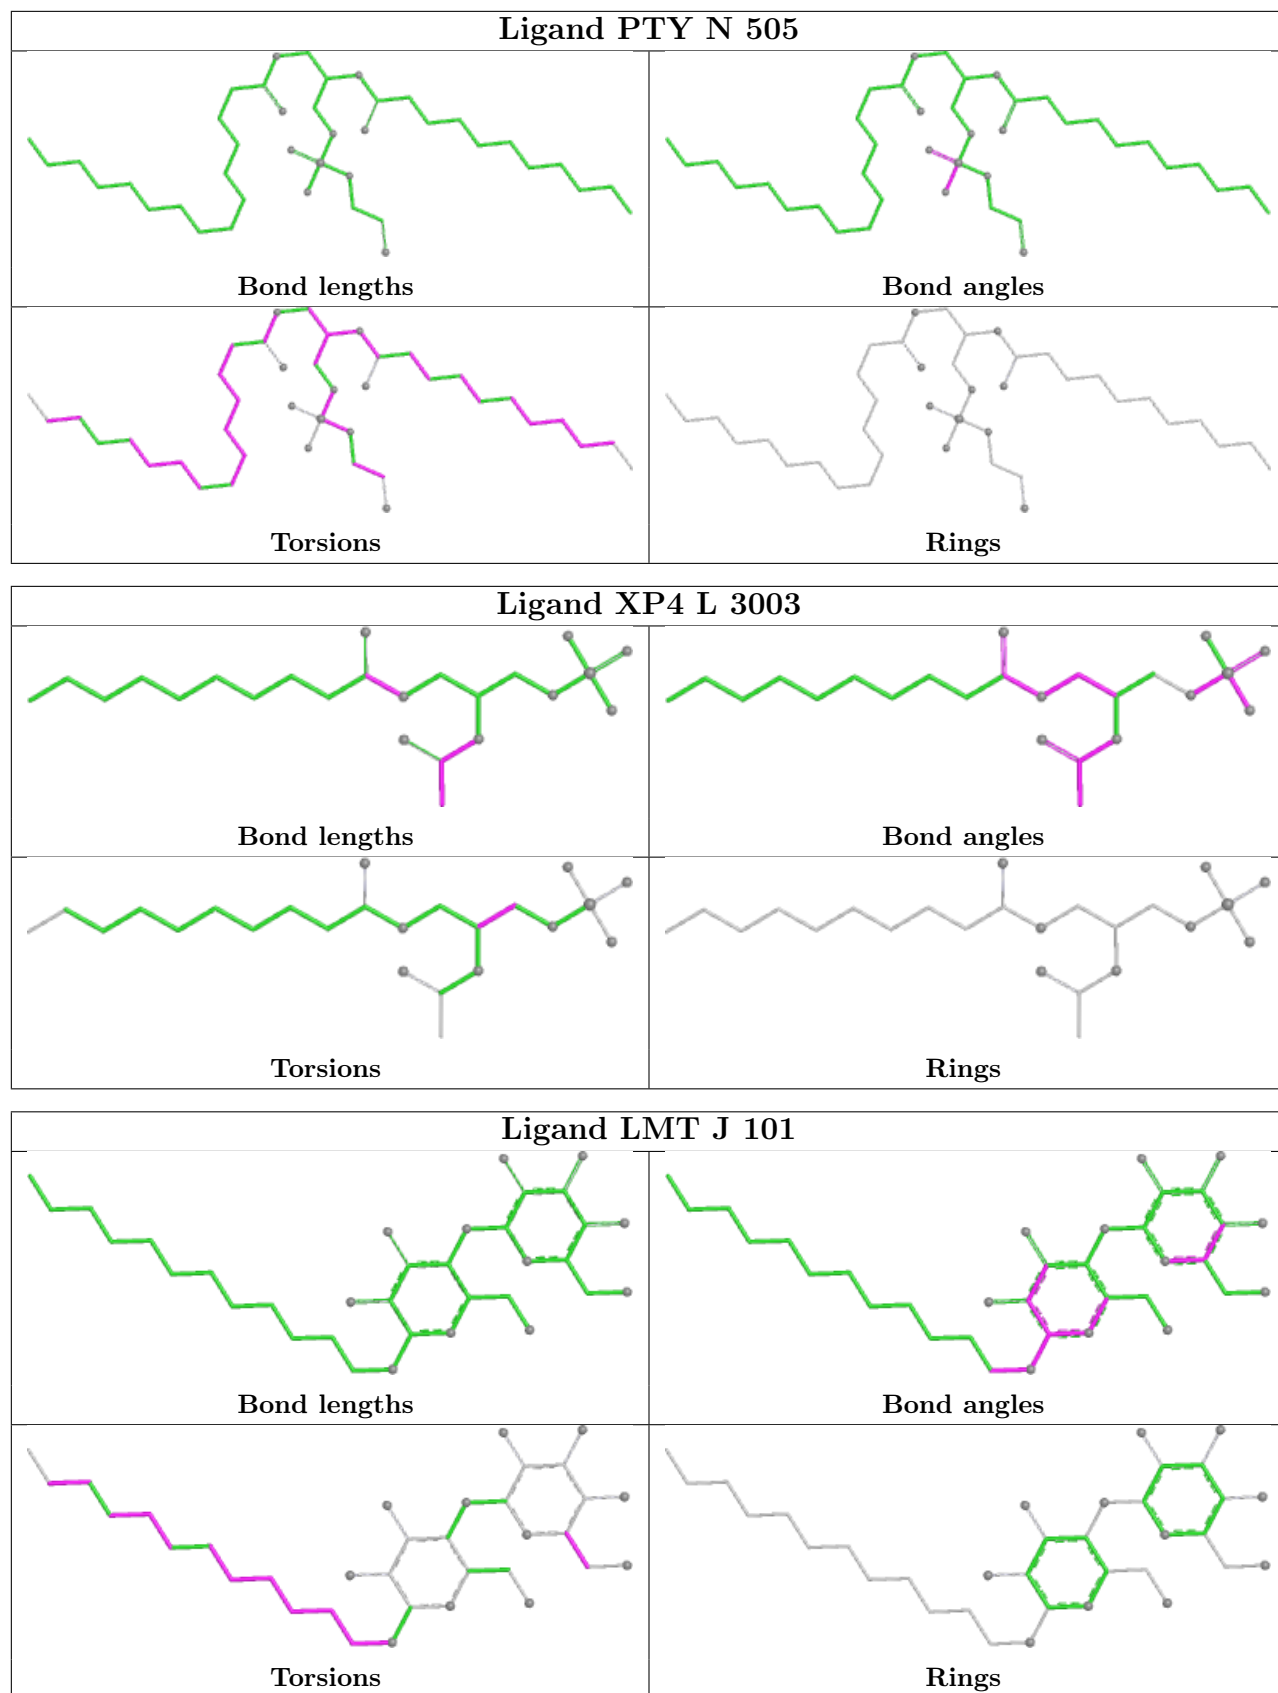 Ligand PTY N 505
Bond lengths
Bond angles
Torsions
Rings
Ligand XP4 L 3003
Bond lengths
Bond angles
Torsions
Rings
Ligand LMT J 101
Bond lengths
Bond angles
Torsions
Rings